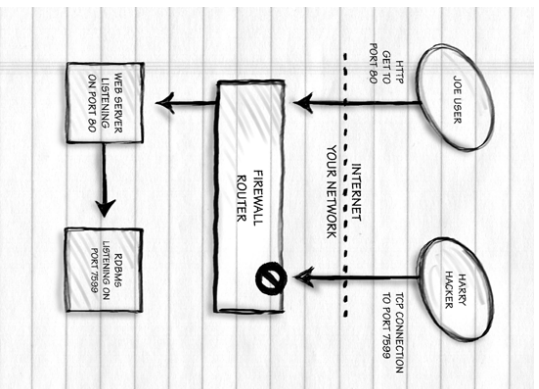 JOE USER
HARRY
HACKER
HTTP
GET TO
PORT 80
TCP CONNECTION
TO PORT 7599
INTERNET
YOUR NETWORK
FIREWALL
ROUTER
WEB SERVER
LISTENING
ON PORT 80
RDBMS
LISTENING ON
PORT 7599